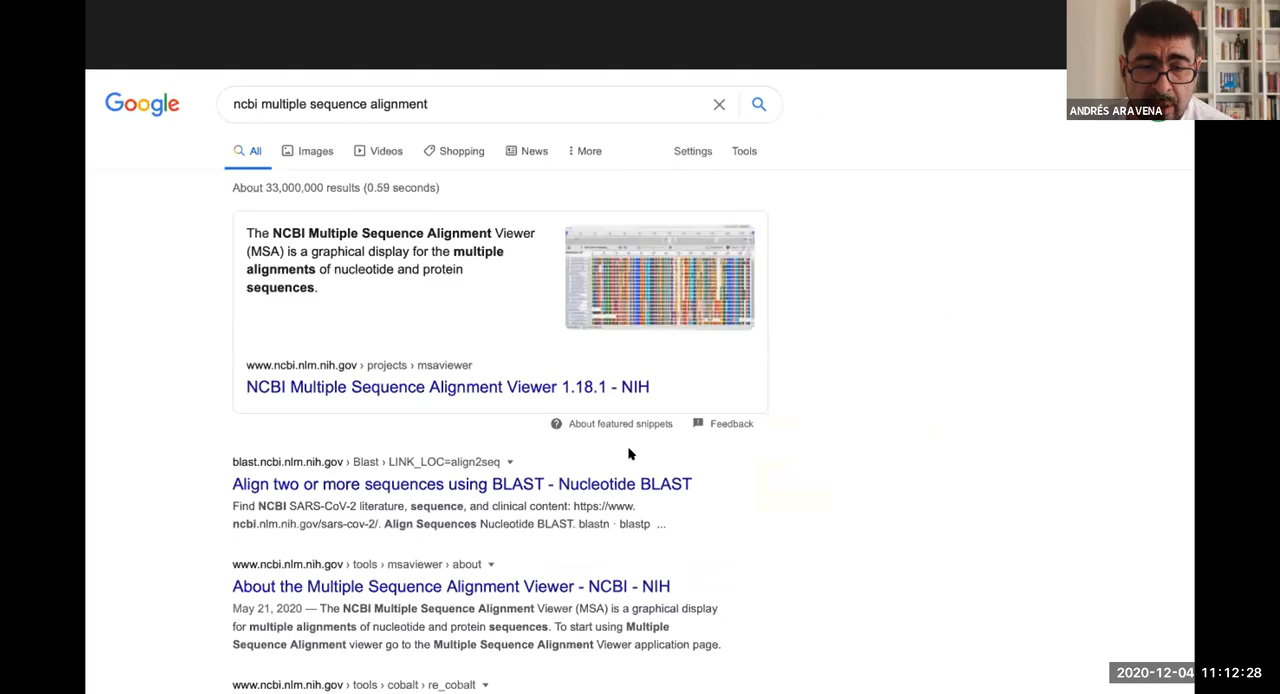 Google
ncbi multiple sequence alignment
ANDRÉS ARAVENA
All Images Videos Shopping News More Settings Tools
About 33,000,000 results (0.59 seconds)
The NCBI Multiple Sequence Alignment Viewer
(MSA) is a graphical display for the multiple
alignments of nucleotide and protein
sequences.
www.ncbi.nlm.nih.gov › projects › msaviewer
NCBI Multiple Sequence Alignment Viewer 1.18.1 - NIH
About featured snippets Feedback
blast.ncbi.nlm.nih.gov › Blast › LINK_LOC=align2seq
Align two or more sequences using BLAST - Nucleotide BLAST
Find NCBI SARS-CoV-2 literature, sequence, and clinical content: https://www.
ncbi.nlm.nih.gov/sars-cov-2/. Align Sequences Nucleotide BLAST. blastn · blastp ...
www.ncbi.nlm.nih.gov › tools › msaviewer › about
About the Multiple Sequence Alignment Viewer - NCBI - NIH
May 21, 2020 — The NCBI Multiple Sequence Alignment Viewer (MSA) is a graphical display
for multiple alignments of nucleotide and protein sequences. To start using Multiple
Sequence Alignment viewer go to the Multiple Sequence Alignment Viewer application page.
www.ncbi.nlm.nih.gov › tools › cobalt › re_cobalt
2020-12-04 11:12:28